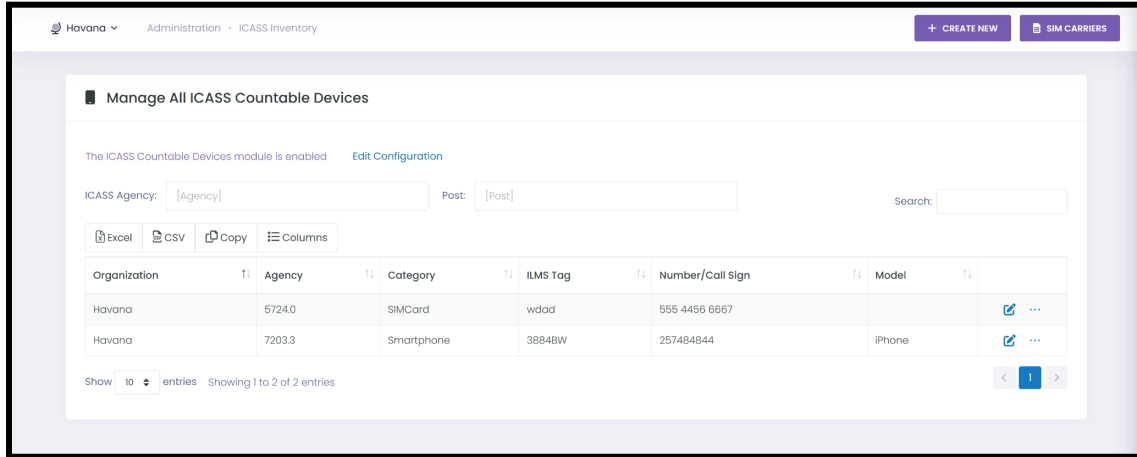 Havana Administration • ICASS Inventory + CREATE NEW SIM CARRIERS
Manage All ICASS Countable Devices
The ICASS Countable Devices module is enabled Edit Configuration
ICASS Agency: [Agency] Post: [Post] Search:
Excel CSV Copy Columns
Organization Agency Category ILMS Tag Number/Call Sign Model
Havana 5724.0 SIMCard wdad 555 4456 6667
Havana 7203.3 Smartphone 3884BW 257484844 iPhone
Show 10 entries Showing 1 to 2 of 2 entries < 1 >